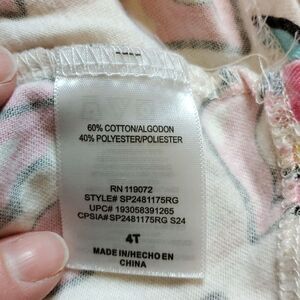 60% COTTON/ALGODON
40% POLYESTER/POLIESTER
RN 119072
STYLE# SP2481175RG
UPC# 193058391265
CPSIA#SP2481175RG S24
4T
MADE IN/HECHO EN
CHINA